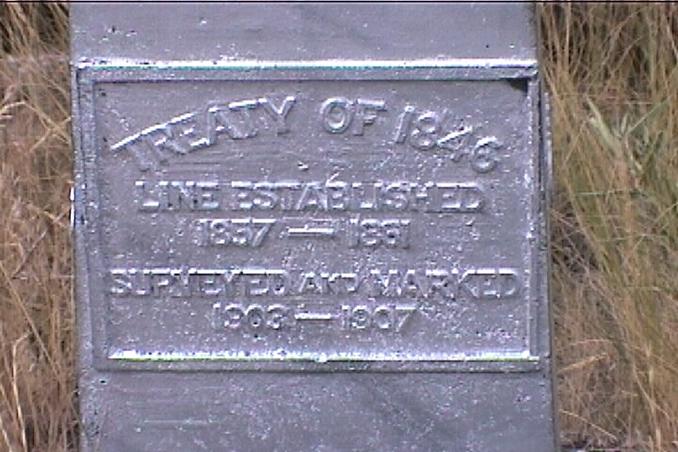 TREATY OF 1846
LINE ESTABLISHED
1857 — 1861
SURVEYED AND MARKED
1903 — 1907